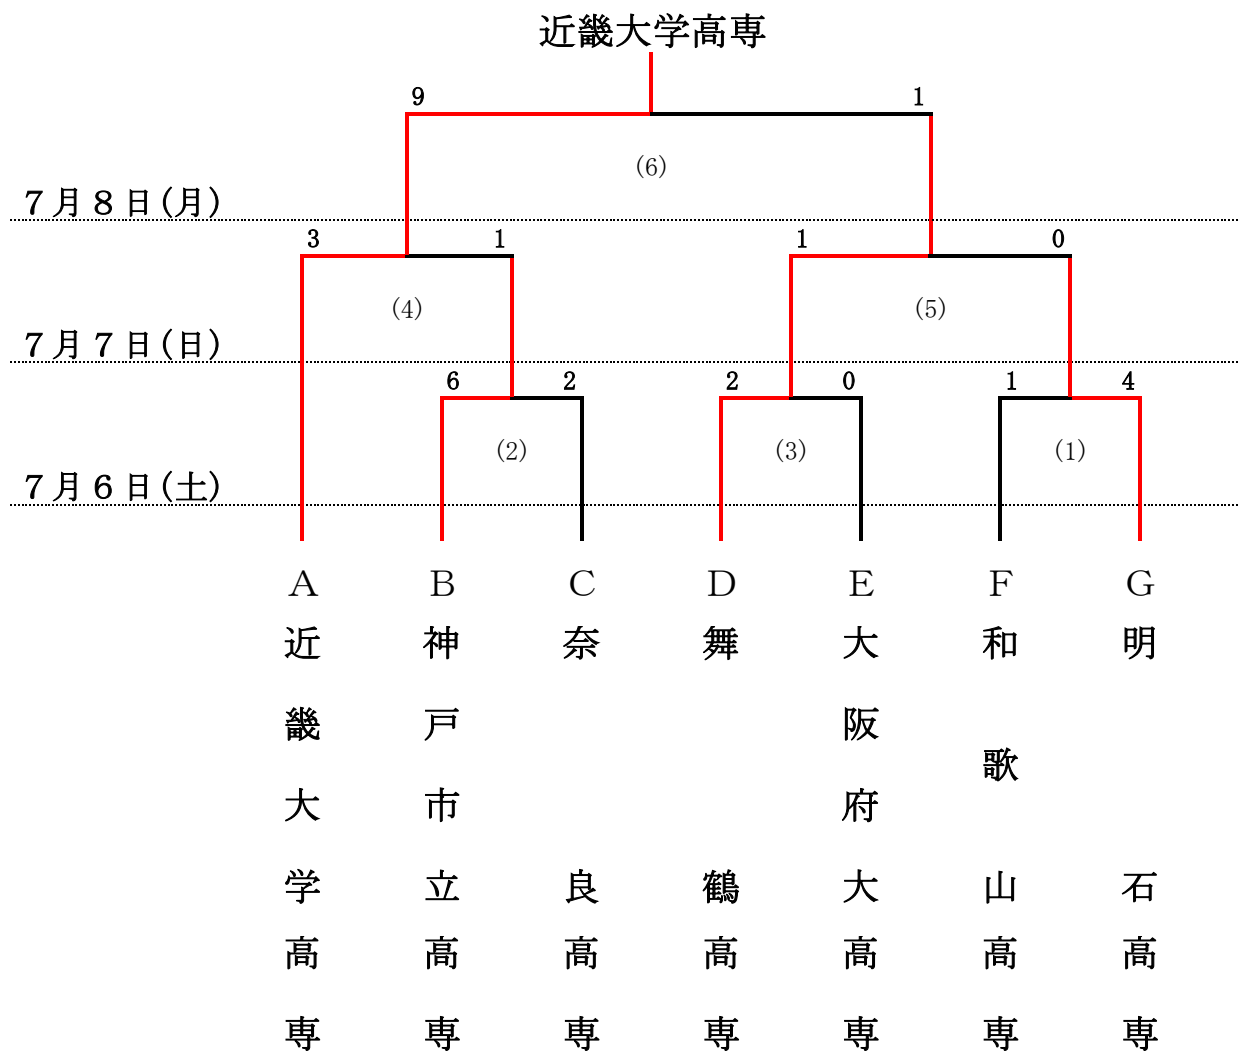 近畿大学高専
9 1
(6)
７月８日(月)
3 1 1 0
(4) (5)
７月７日(日)
6 2 2 0 1 4
(2) (3) (1)
７月６日(土)
A B C D E F G
近畿大学高専
神戸市立高専
奈良高専
舞鶴高専
大阪府大高専
和歌山高専
明石高専